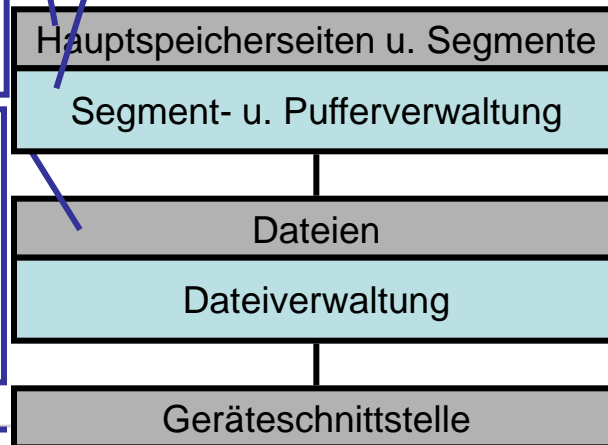 Hauptspeicherseiten u. Segmente
Segment- u. Pufferverwaltung
Dateien
Dateiverwaltung
Geräteschnittstelle